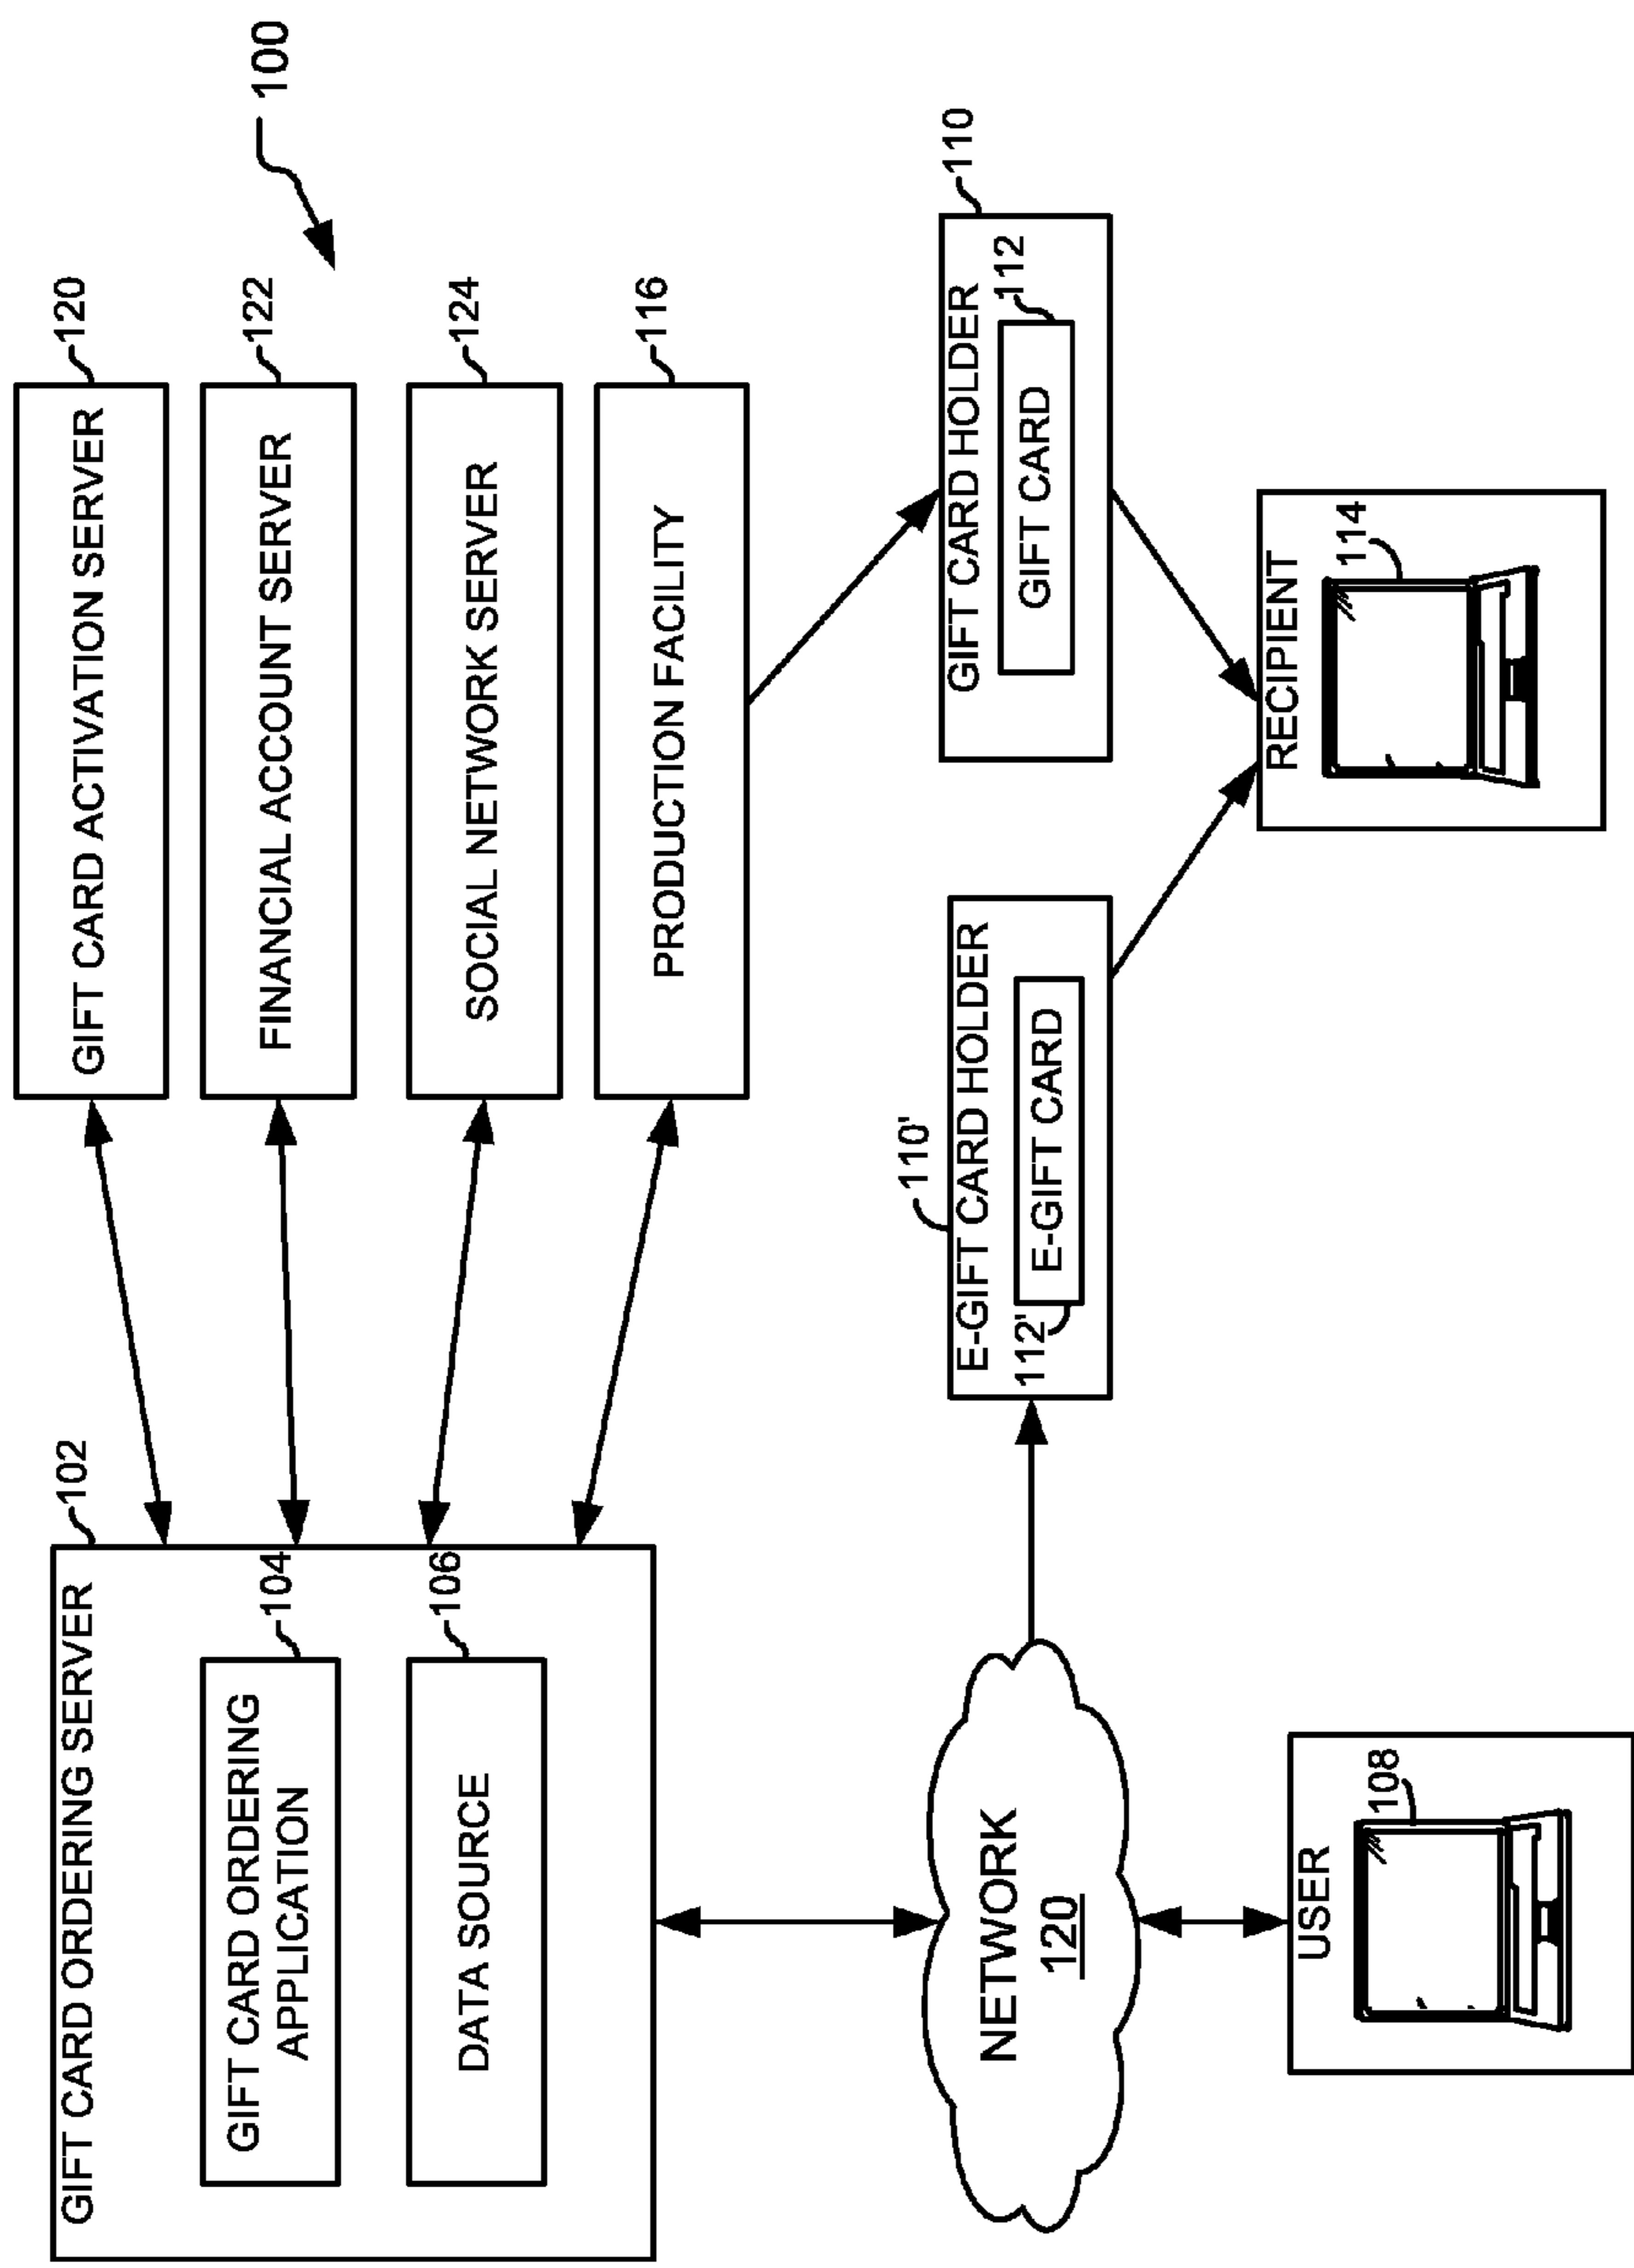 100
GIFT CARD ORDERING SERVER
102
GIFT CARD ORDERING
APPLICATION
104
DATA SOURCE
106
GIFT CARD ACTIVATION SERVER
120
FINANCIAL ACCOUNT SERVER
122
SOCIAL NETWORK SERVER
124
PRODUCTION FACILITY
116
NETWORK
120
E-GIFT CARD HOLDER
110'
E-GIFT CARD
112'
GIFT CARD HOLDER
110
GIFT CARD
112
USER
108
RECIPIENT
114